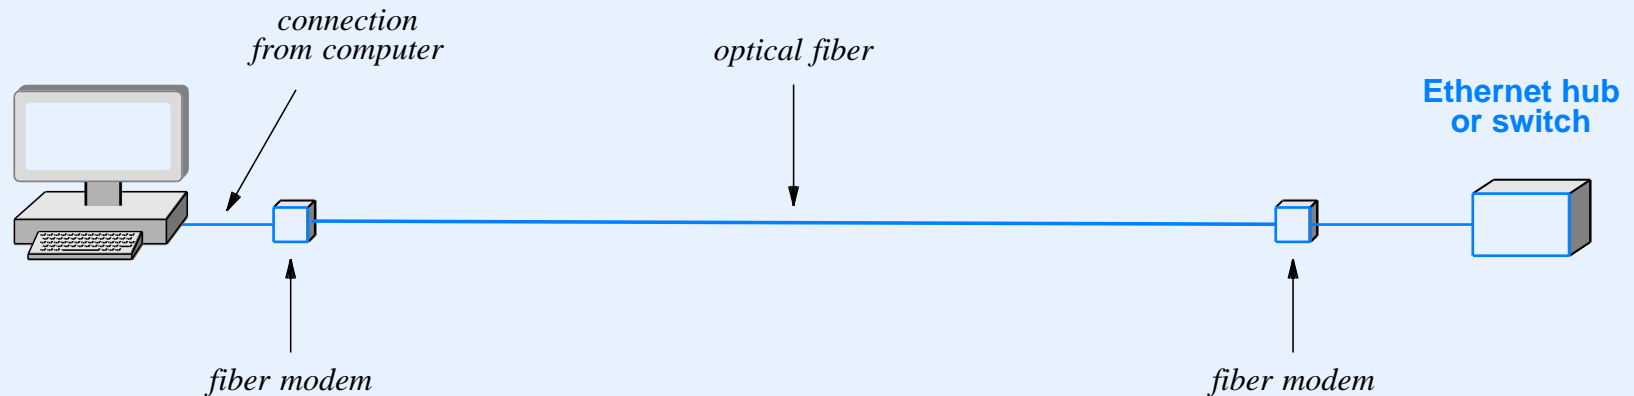 connection
from computer
optical fiber
Ethernet hub
or switch
fiber modem
fiber modem